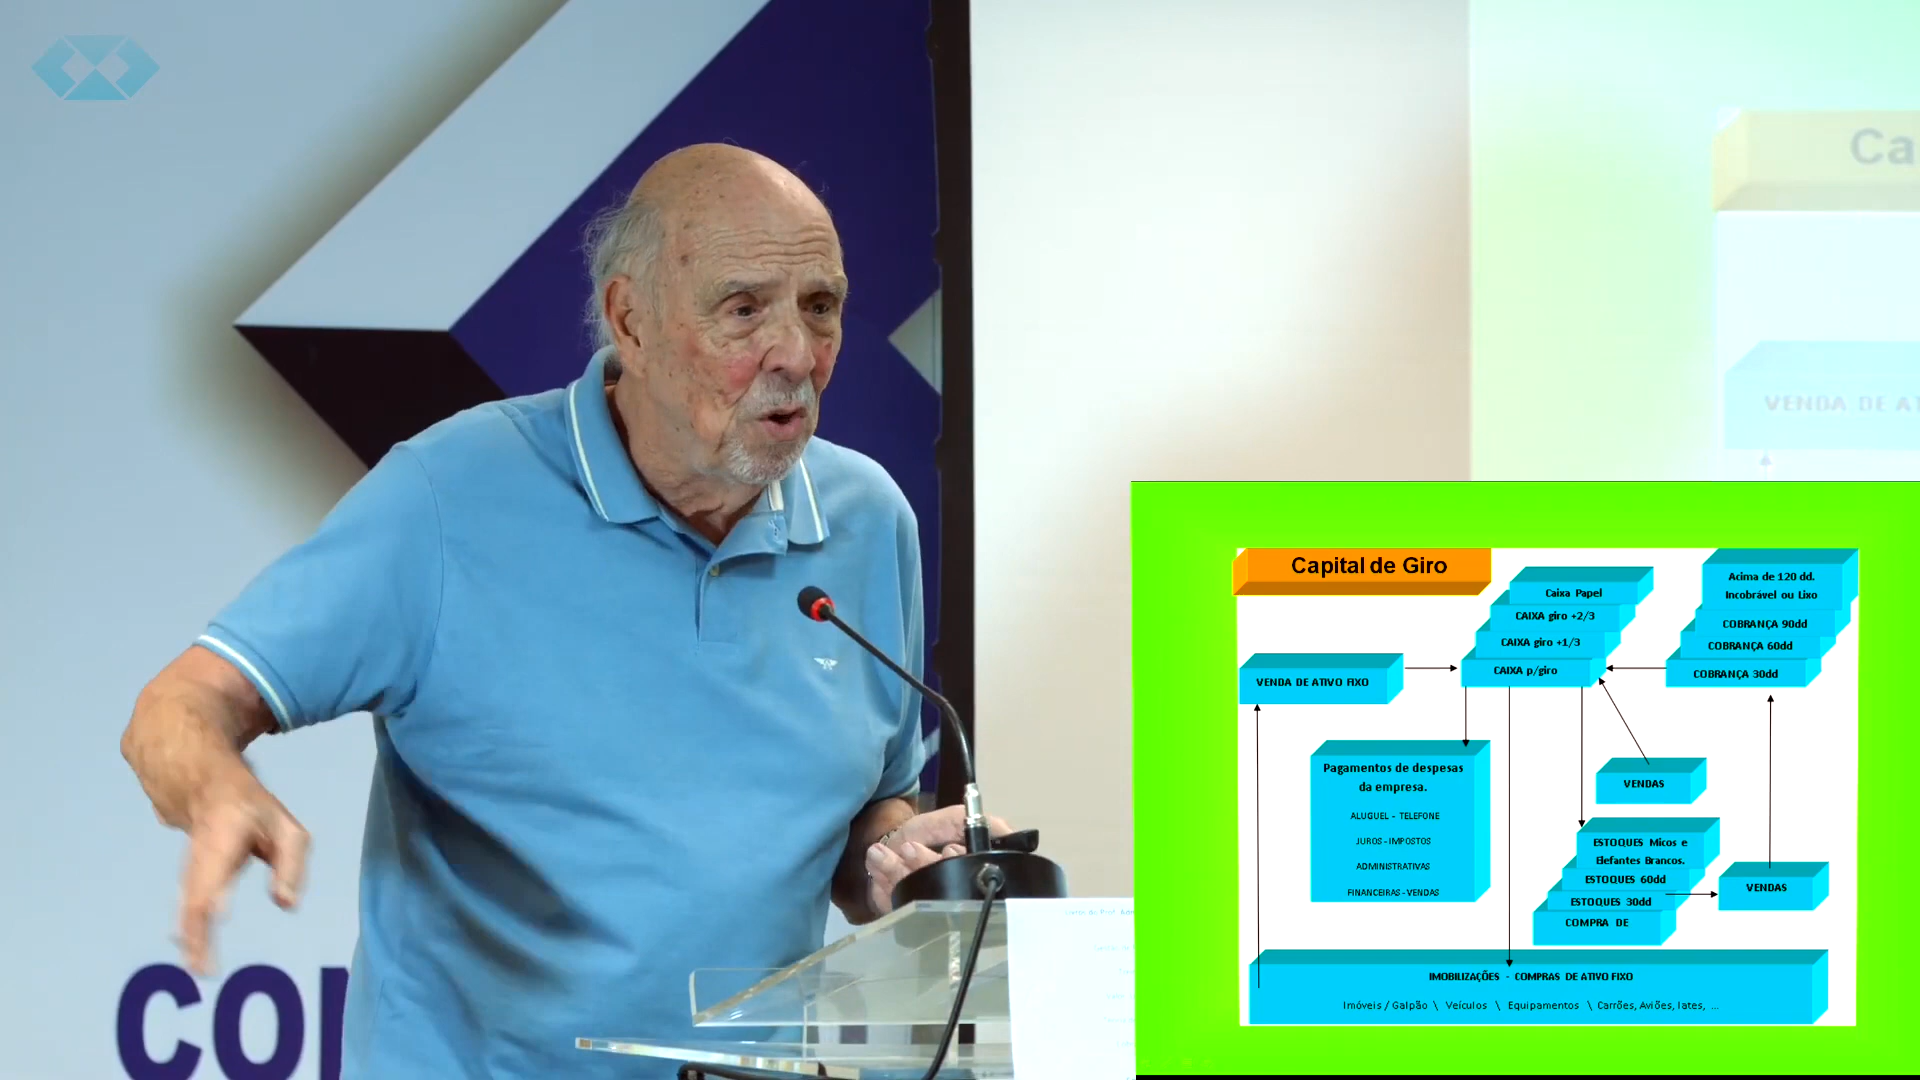 Ca
VENDA DE AT
CON
Capital de Giro
Caixa Papel
CAIXA giro +2/3
CAIXA giro +1/3
CAIXA p/giro
Acima de 120 dd.
Incobrável ou Lixo
COBRANÇA 90dd
COBRANÇA 60dd
COBRANÇA 30dd
VENDA DE ATIVO FIXO
Pagamentos de despesas
da empresa.
ALUGUEL - TELEFONE
JUROS - IMPOSTOS
ADMINISTRATIVAS
FINANCEIRAS - VENDAS
VENDAS
ESTOQUES Micos e
Elefantes Brancos.
ESTOQUES 60dd
ESTOQUES 30dd
COMPRA DE
VENDAS
IMOBILIZAÇÕES - COMPRAS DE ATIVO FIXO
Imóveis / Galpão \ Veículos \ Equipamentos \ Carrões, Aviões, Iates, ...